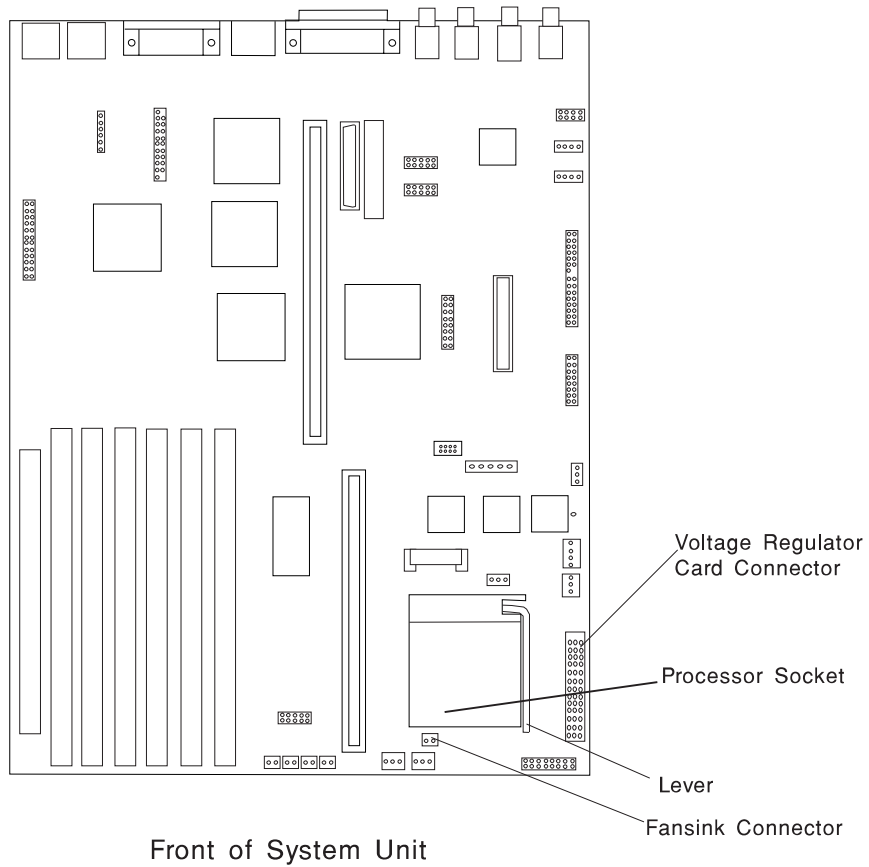 Voltage Regulator
Card Connector
Processor Socket
Lever
Fansink Connector
Front of System Unit